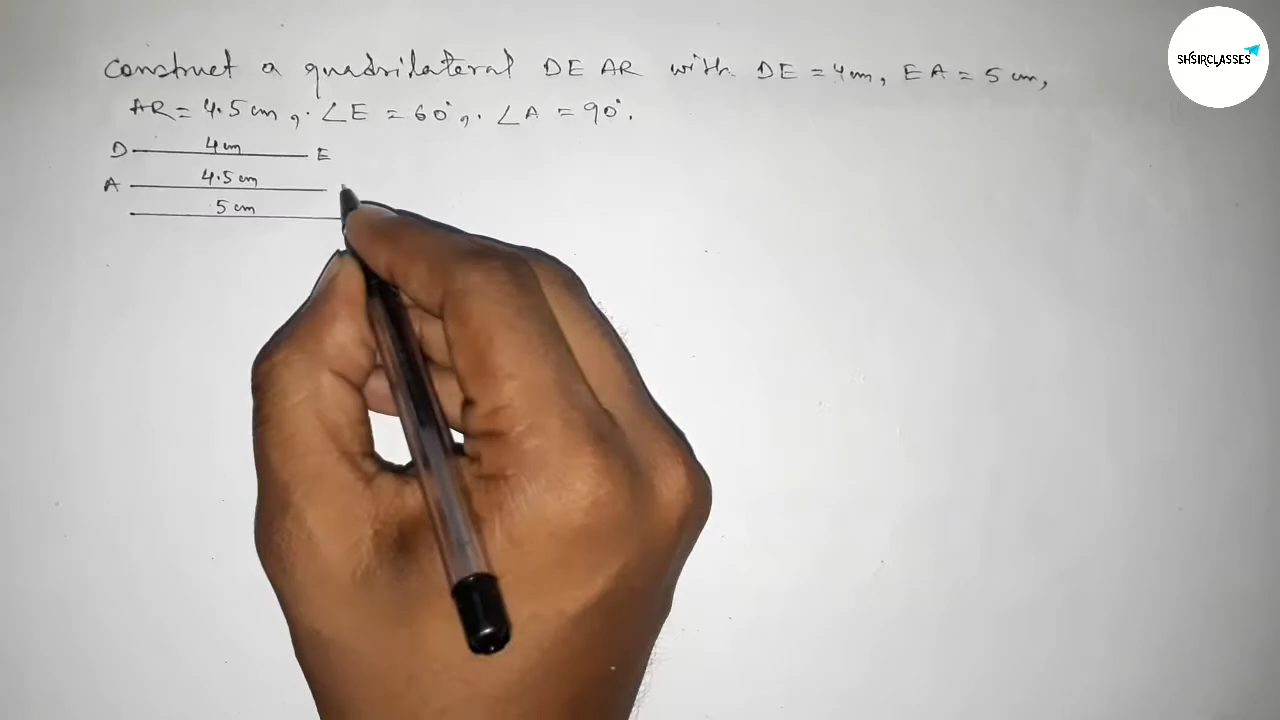 construct a quadrilateral DE AR with DE = 4 cm, EA = 5 cm,
AR = 4.5 cm, . ∠E = 60°, . ∠A = 90°.
D 4 cm E
A 4.5 cm
5 cm
SHSIRCLASSES